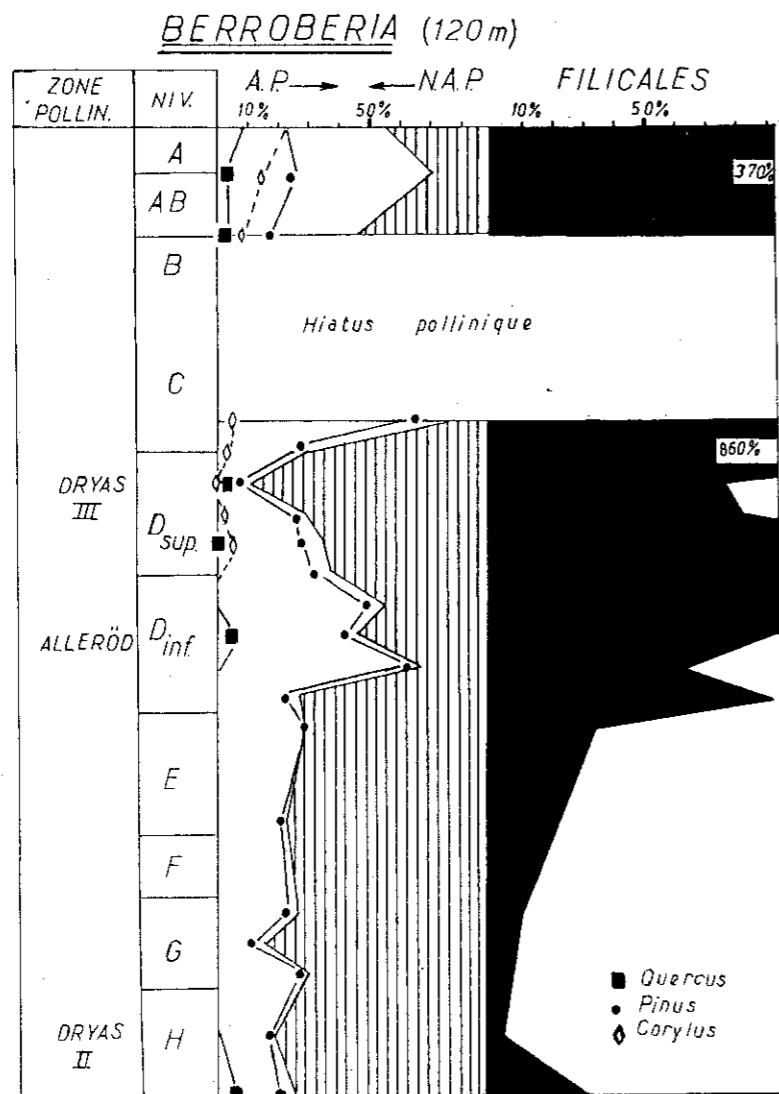 BERROBERIA (120m)
ZONE POLLIN.
NIV.
A.P. → ← N.A.P.
FILICALES
10% 50% 10% 50%
A
370%
AB
B
Hiatus pollinique
C
860%
DRYAS III
D sup.
ALLERÖD
D inf.
E
F
G
Quercus
Pinus
Corylus
DRYAS II
H